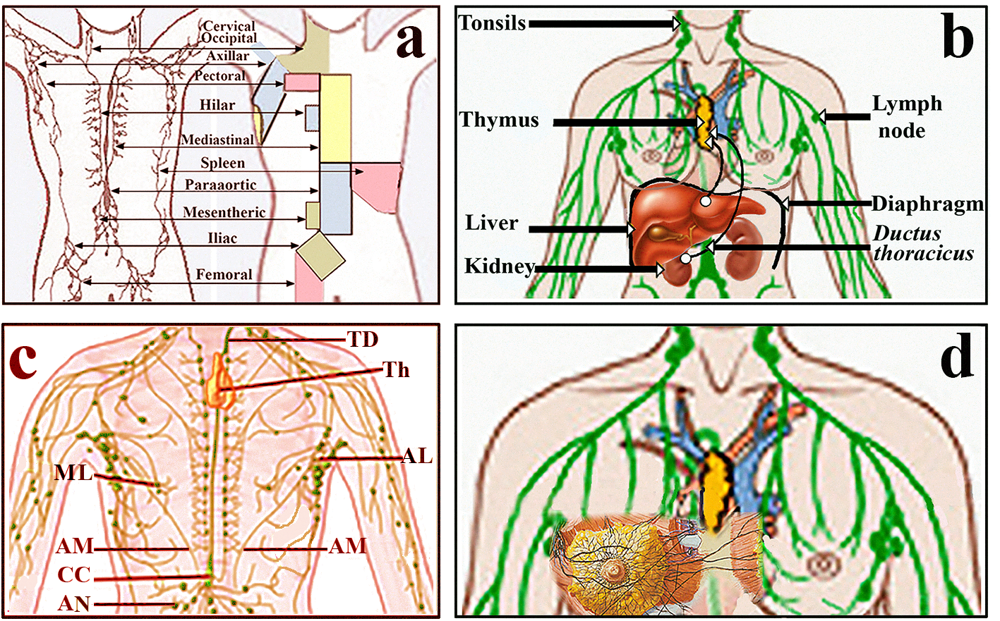 a
Cervical
Occipital
Axillar
Pectoral
Hilar
Mediastinal
Spleen
Paraaortic
Mesentheric
Iliac
Femoral
b
Tonsils
Thymus
Lymph
node
Liver
Diaphragm
Ductus
thoracicus
Kidney
c
TD
Th
ML
AL
AM
AM
CC
AN
d